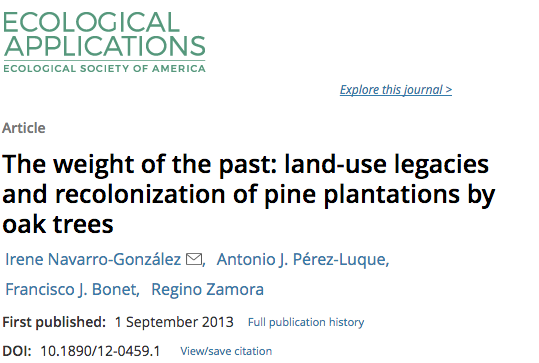 ECOLOGICAL
APPLICATIONS
ECOLOGICAL SOCIETY OF AMERICA
Explore this journal >
Article
The weight of the past: land-use legacies
and recolonization of pine plantations by
oak trees
Irene Navarro-González, Antonio J. Pérez-Luque,
Francisco J. Bonet, Regino Zamora
First published: 1 September 2013 Full publication history
DOI: 10.1890/12-0459.1 View/save citation